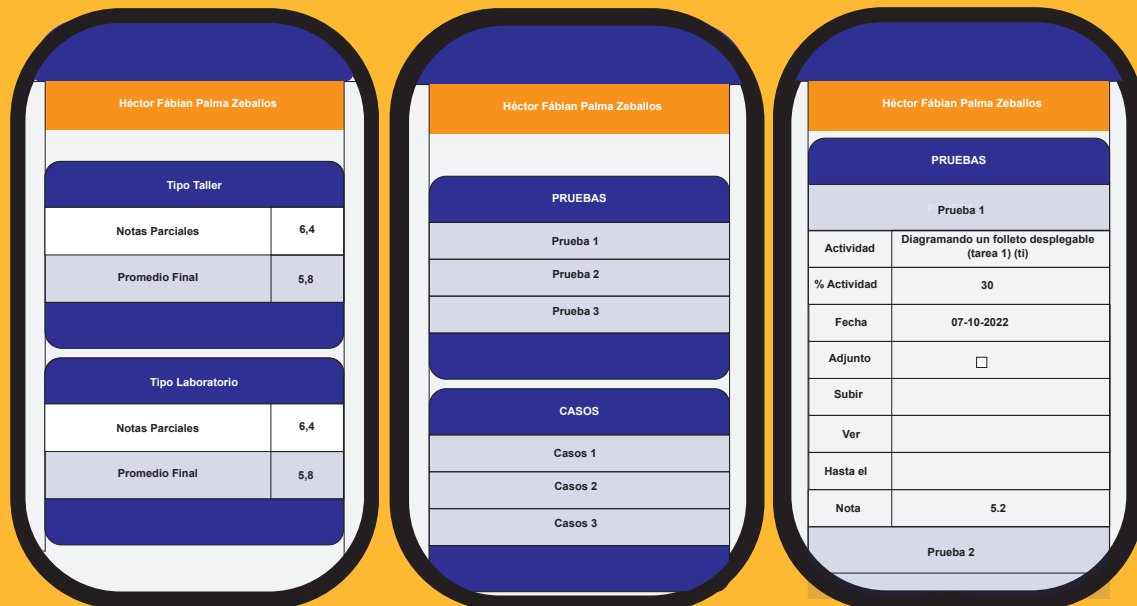 Héctor Fábian Palma Zeballos
Tipo Taller
Notas Parciales 6,4
Promedio Final 5,8
Tipo Laboratorio
Notas Parciales 6,4
Promedio Final 5,8
Héctor Fábian Palma Zeballos
PRUEBAS
Prueba 1
Prueba 2
Prueba 3
CASOS
Casos 1
Casos 2
Casos 3
Héctor Fábian Palma Zeballos
PRUEBAS
Prueba 1
Actividad Diagramando un folleto desplegable
(tarea 1) (ti)
% Actividad 30
Fecha 07-10-2022
Adjunto
Subir
Ver
Hasta el
Nota 5.2
Prueba 2